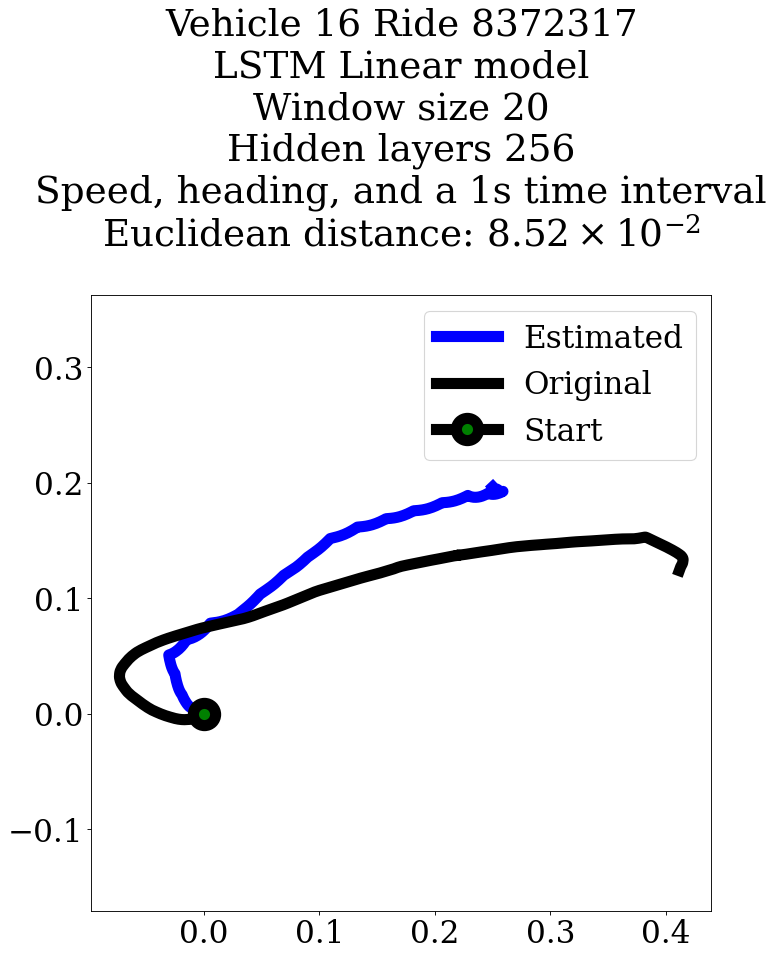 Vehicle 16 Ride 8372317
LSTM Linear model
Window size 20
Hidden layers 256
Speed, heading, and a 1s time interval
Euclidean distance: 8.52 × 10⁻²
Estimated
Original
Start
0.3
0.2
0.1
0.0
−0.1
0.0 0.1 0.2 0.3 0.4